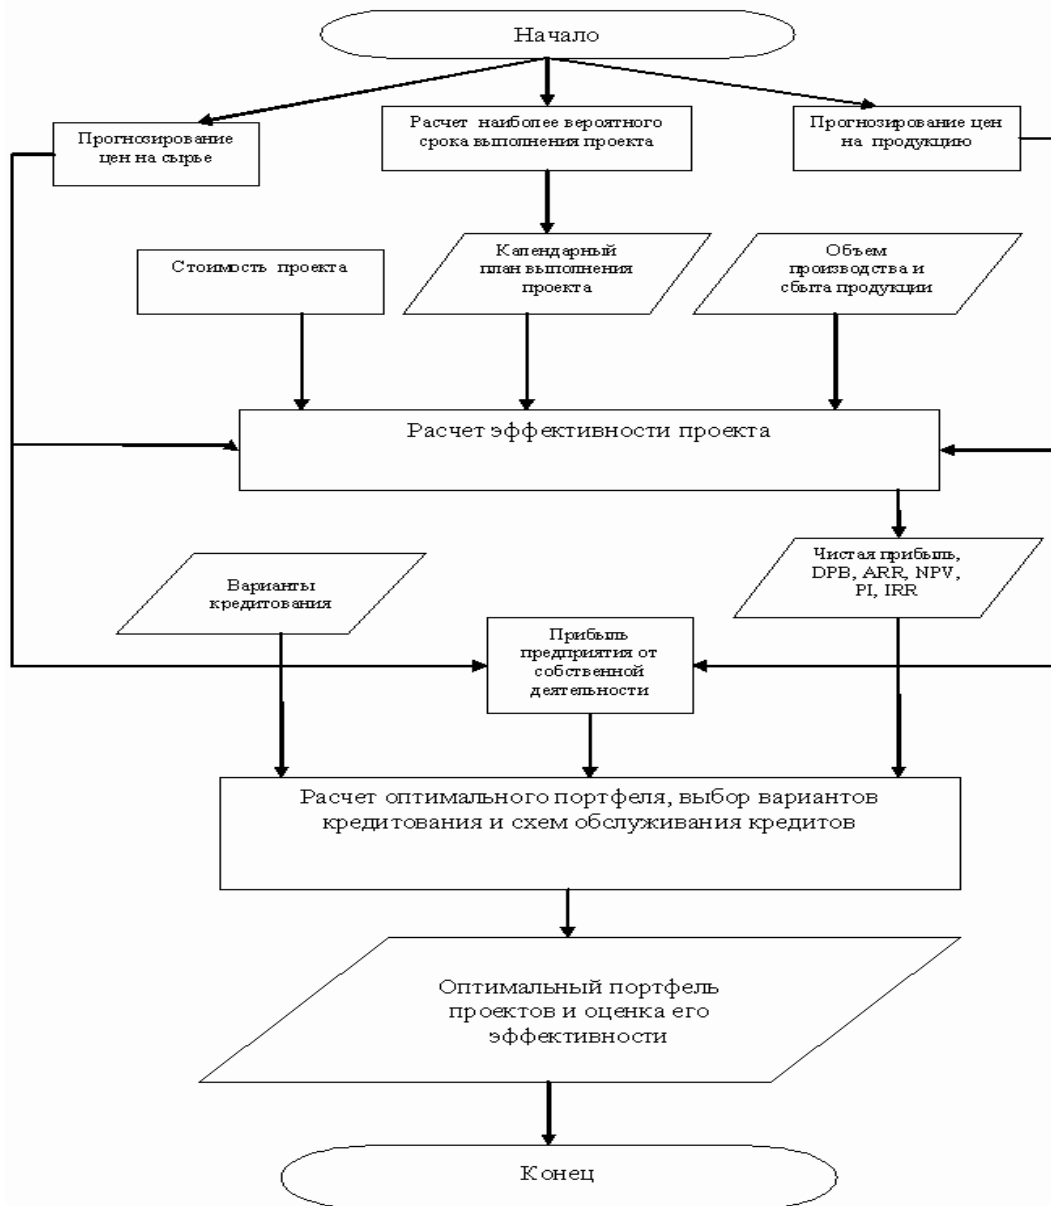 Начало
Прогнозирование
цен на сырье
Расчет наиболее вероятного
срока выполнения проекта
Прогнозирование цен
на продукцию
Стоимость проекта
Календарный
план выполнения
проекта
Объем
производства и
сбыта продукции
Расчет эффективности проекта
Варианты
кредитования
Чистая прибыль,
DPB, ARR, NPV,
PI, IRR
Прибыль
предприятия от
собственной
деятельности
Расчет оптимального портфеля, выбор вариантов
кредитования и схем обслуживания кредитов
Оптимальный портфель
проектов и оценка его
эффективности
Конец